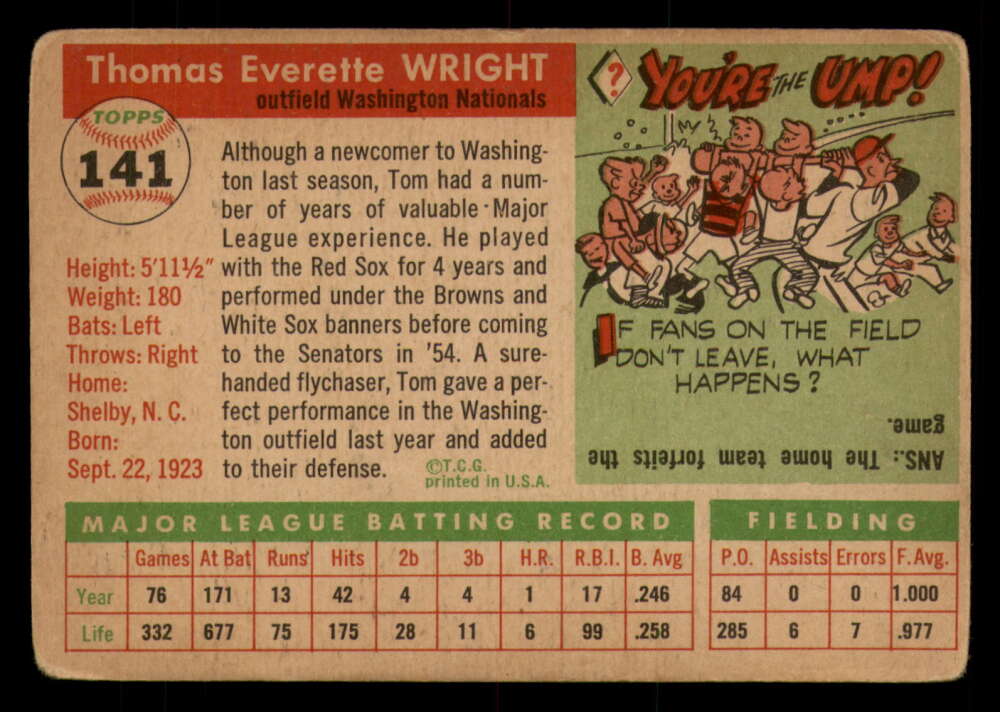 Thomas Everette WRIGHT
outfield Washington Nationals
TOPPS
141
Height: 5'11½"
Weight: 180
Bats: Left
Throws: Right
Home:
Shelby, N. C.
Born:
Sept. 22, 1923
Although a newcomer to Washing-
ton last season, Tom had a num-
ber of years of valuable Major
League experience. He played
with the Red Sox for 4 years and
performed under the Browns and
White Sox banners before coming
to the Senators in '54. A sure-
handed flychaser, Tom gave a per-
fect performance in the Washing-
ton outfield last year and added
to their defense.
©T.C.G.
printed in U.S.A.
?
YOU'RE THE UMP!
IF FANS ON THE FIELD
DON'T LEAVE, WHAT
HAPPENS?
ANS.: The home team forfeits the
game.
MAJOR LEAGUE BATTING RECORD
Games At Bat Runs Hits 2b 3b H.R. R.B.I. B. Avg
Year 76 171 13 42 4 4 1 17 .246
Life 332 677 75 175 28 11 6 99 .258
FIELDING
P.O. Assists Errors F. Avg.
84 0 0 1.000
285 6 7 .977